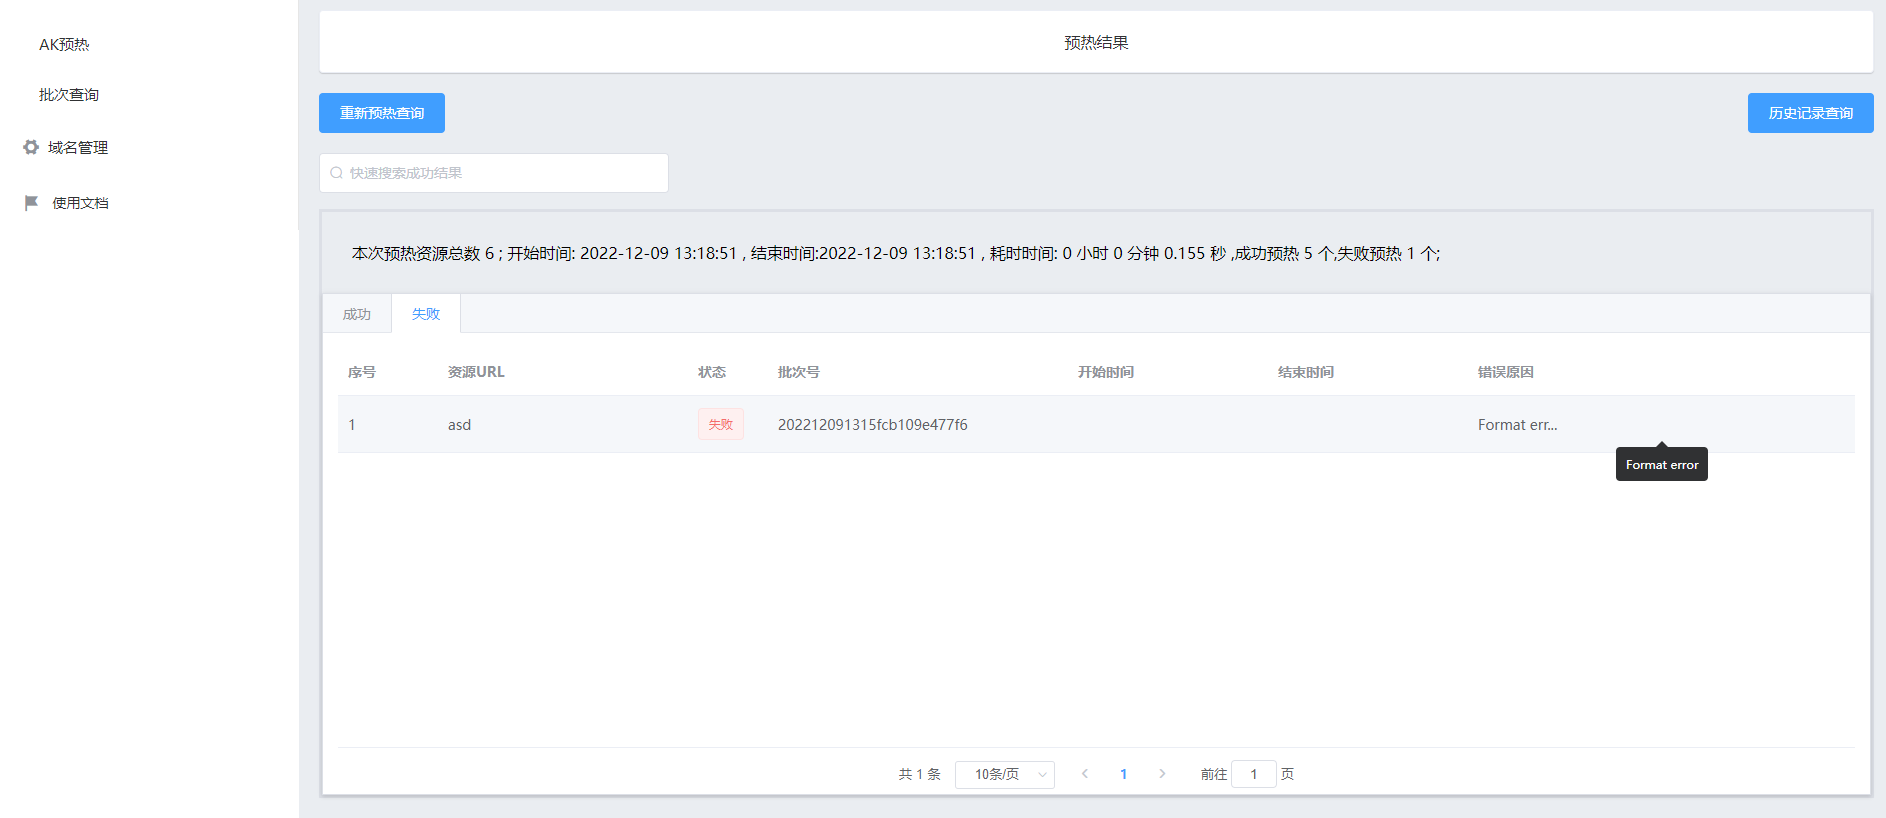 AK预热
批次查询
域名管理
使用文档
预热结果
重新预热查询
历史记录查询
快速搜索成功结果
本次预热资源总数 6 ; 开始时间: 2022-12-09 13:18:51 , 结束时间:2022-12-09 13:18:51 , 耗时时间: 0 小时 0 分钟 0.155 秒 ,成功预热 5 个,失败预热 1 个;
成功 失败
序号 资源URL 状态 批次号 开始时间 结束时间 错误原因
1 asd 失败 202212091315fcb109e477f6 Format err...
Format error
共 1 条 10条/页 1 前往 1 页